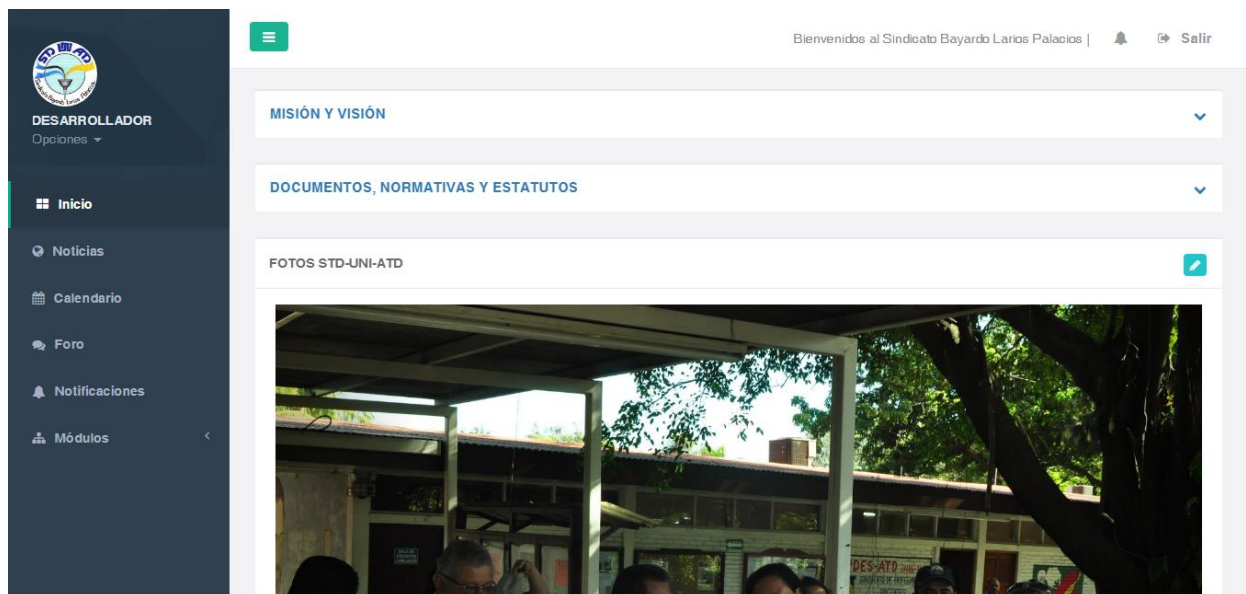 Bienvenidos al Sindicato Bayardo Larios Palacios |
Salir
DESARROLLADOR
Opciones
Inicio
Noticias
Calendario
Foro
Notificaciones
Módulos
MISIÓN Y VISIÓN
DOCUMENTOS, NORMATIVAS Y ESTATUTOS
FOTOS STD-UNI-ATD